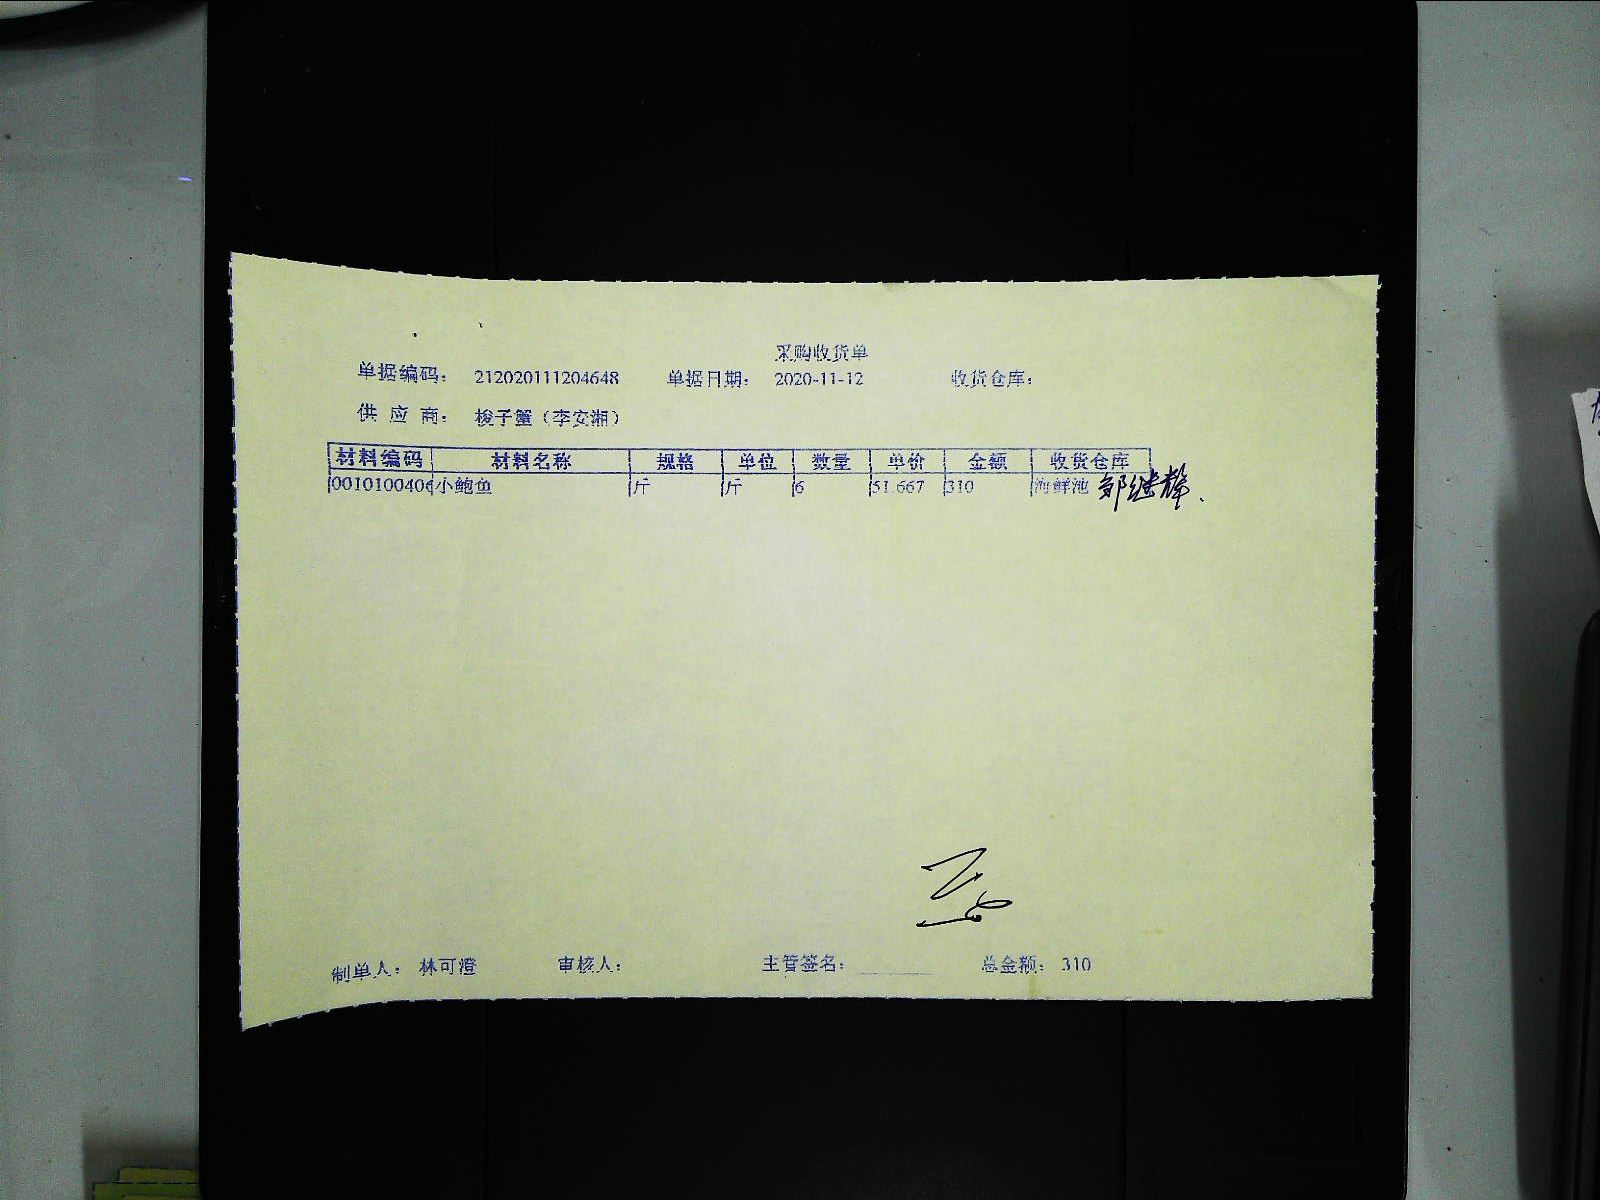 采购收货单
单据编码： 212020111204648 单据日期： 2020-11-12 收货仓库：
供 应 商： 梭子蟹（李安湘）
材料编码 材料名称 规格 单位 数量 单价 金额 收货仓库
0010100406 小鲍鱼 斤 斤 6 51.667 310 海鲜池 邹继辉
制单人： 林可澄 审核人： 主管签名： 总金额： 310